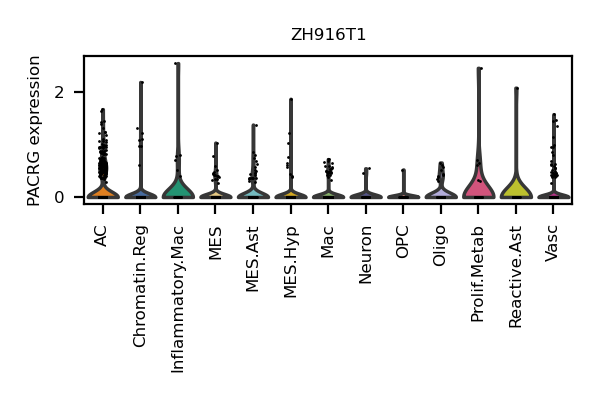 ZH916T1
PACRG expression
2
0
AC
Chromatin.Reg
Inflammatory.Mac
MES
MES.Ast
MES.Hyp
Mac
Neuron
OPC
Oligo
Prolif.Metab
Reactive.Ast
Vasc